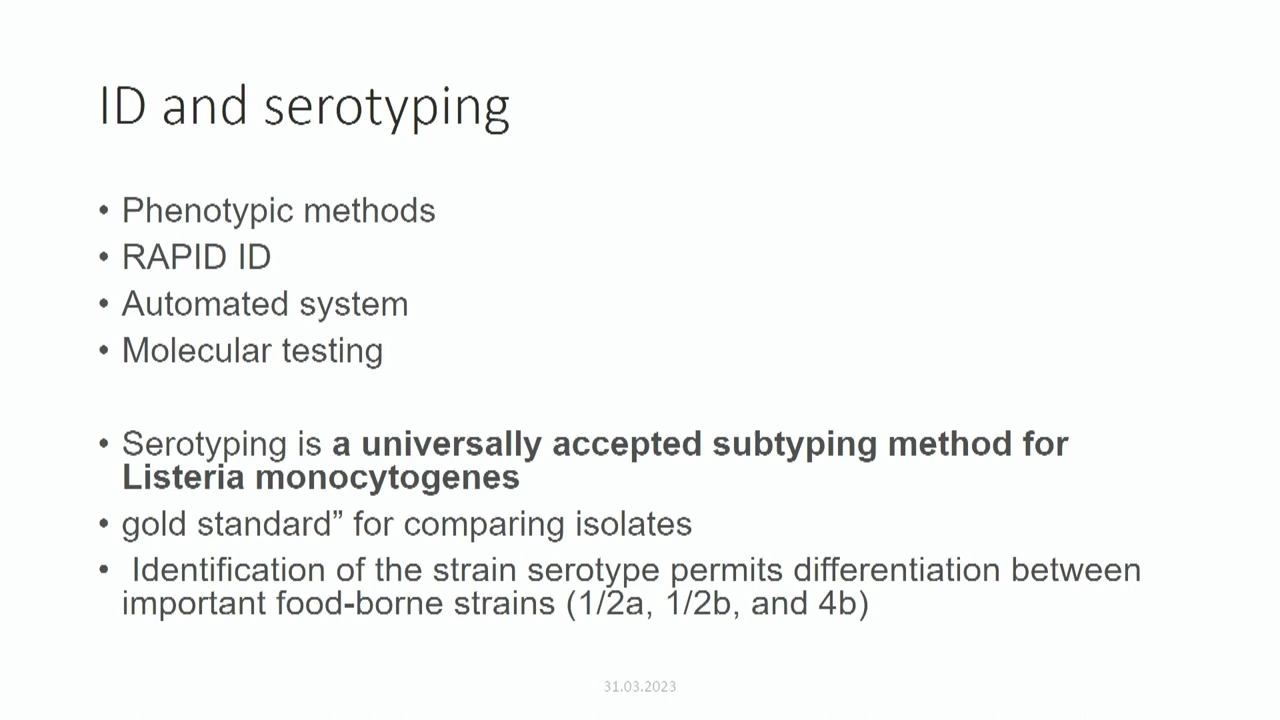 ID and serotyping
• Phenotypic methods
• RAPID ID
• Automated system
• Molecular testing
• Serotyping is a universally accepted subtyping method for
Listeria monocytogenes
• gold standard” for comparing isolates
• Identification of the strain serotype permits differentiation between
important food-borne strains (1/2a, 1/2b, and 4b)
31.03.2023